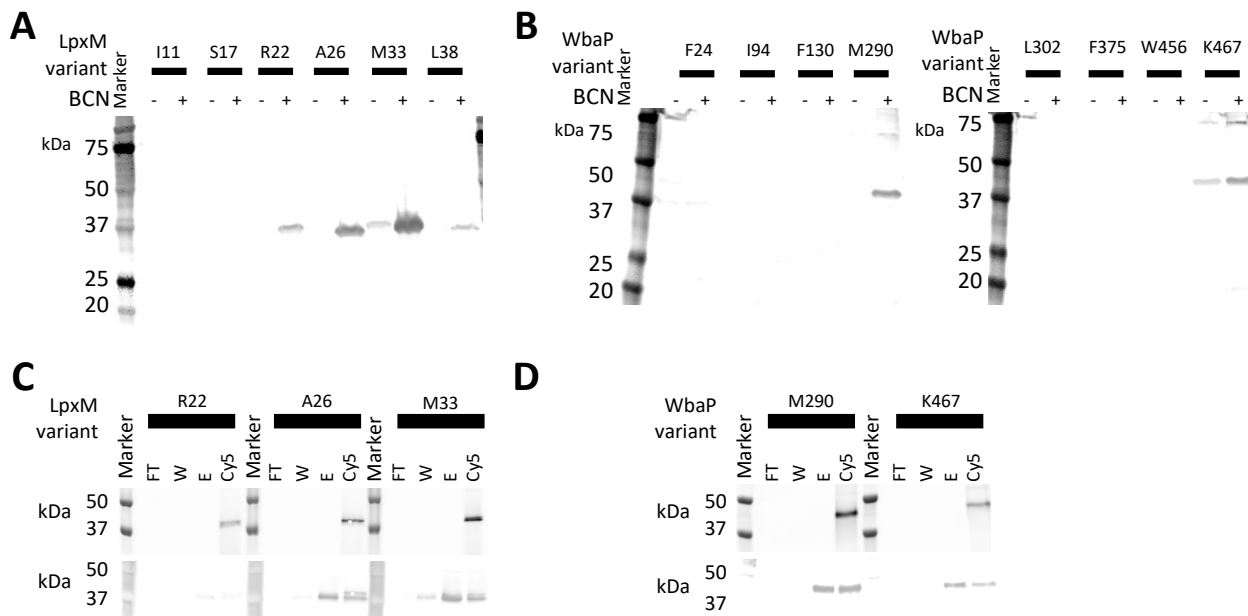 A
LpxM variant
Marker
I11 S17 R22 A26 M33 L38
BCN - + - + - + - + - + - +
kDa
75
50
37
25
20
B
WbaP variant
Marker
F24 I94 F130 M290
BCN - + - + - + - +
kDa
75
50
37
25
20
WbaP variant
Marker
L302 F375 W456 K467
BCN - + - + - + - +
kDa
75
50
37
25
20
C
LpxM variant
R22 A26 M33
Marker FT W E Cy5 Marker FT W E Cy5 Marker FT W E Cy5
kDa
50
37
kDa
50
37
D
WbaP variant
M290 K467
Marker FT W E Cy5 Marker FT W E Cy5
kDa
50
37
kDa
50
37